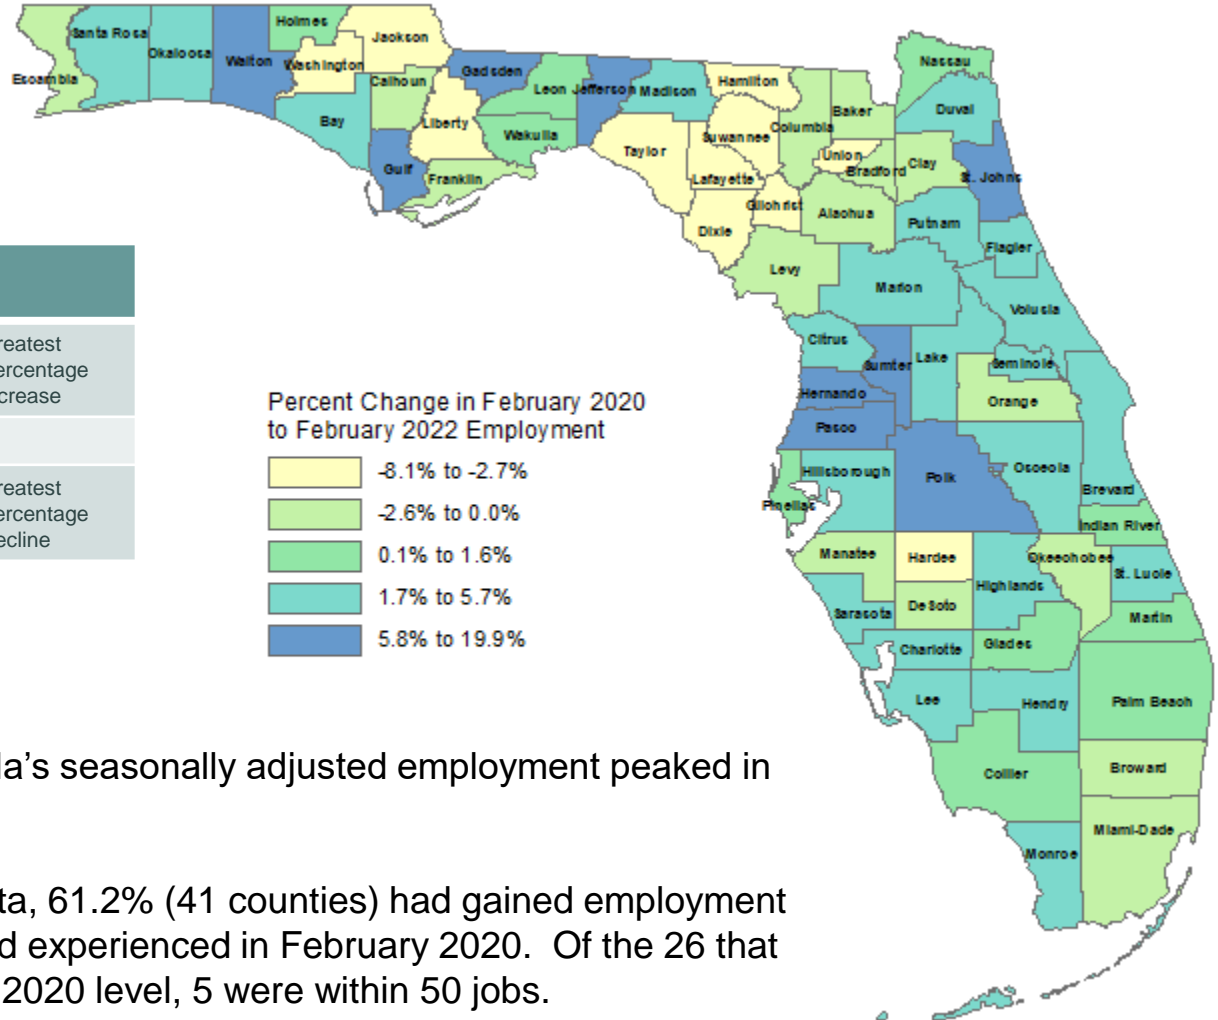 Holmes
Santa Rosa
Jackson
Okaloosa
Walton
Washington
Escambia
Calhoun
Gadsden
Leon
Jefferson
Madison
Hamilton
Nassau
Bay
Liberty
Wakulla
Suwannee
Columbia
Baker
Duval
Taylor
Union
Bradford
Clay
St. Johns
Gulf
Franklin
Lafayette
Gilchrist
Alachua
Putnam
Dixie
Flagler
Levy
Marion
Volusia
Citrus
Sumter
Lake
Seminole
Hernando
Orange
Pasco
Hillsborough
Polk
Osceola
Brevard
Pinellas
Indian River
Manatee
Hardee
Okeechobee
St. Lucie
Highlands
DeSoto
Sarasota
Martin
Charlotte
Glades
Lee
Hendry
Palm Beach
Collier
Broward
Miami-Dade
Monroe
reatest
ercentage
crease
reatest
ercentage
ecline
Percent Change in February 2020
to February 2022 Employment
-8.1% to -2.7%
-2.6% to 0.0%
0.1% to 1.6%
1.7% to 5.7%
5.8% to 19.9%
la's seasonally adjusted employment peaked in
ta, 61.2% (41 counties) had gained employment
d experienced in February 2020. Of the 26 that
2020 level, 5 were within 50 jobs.